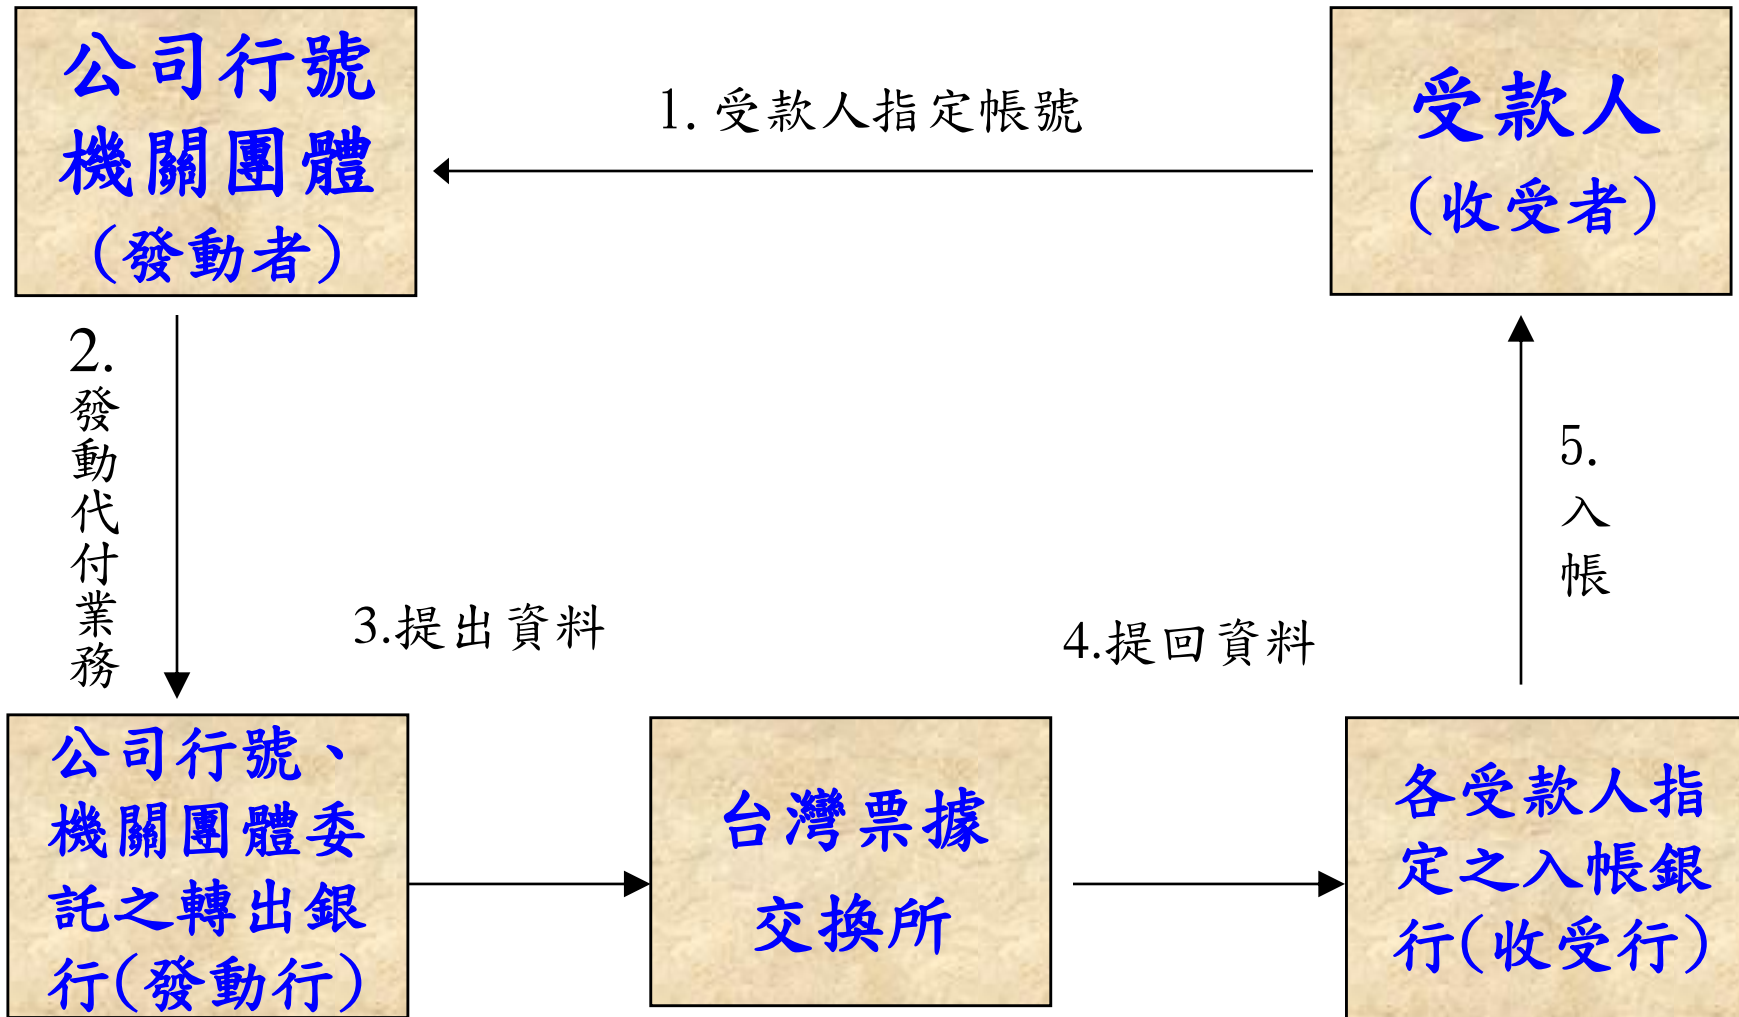 公司行號
機關團體
(發動者)
1. 受款人指定帳號
受款人
(收受者)
2.
發動代付業務
3.提出資料
4.提回資料
5.
入帳
公司行號、
機關團體委
託之轉出銀
行(發動行)
台灣票據
交換所
各受款人指
定之入帳銀
行(收受行)